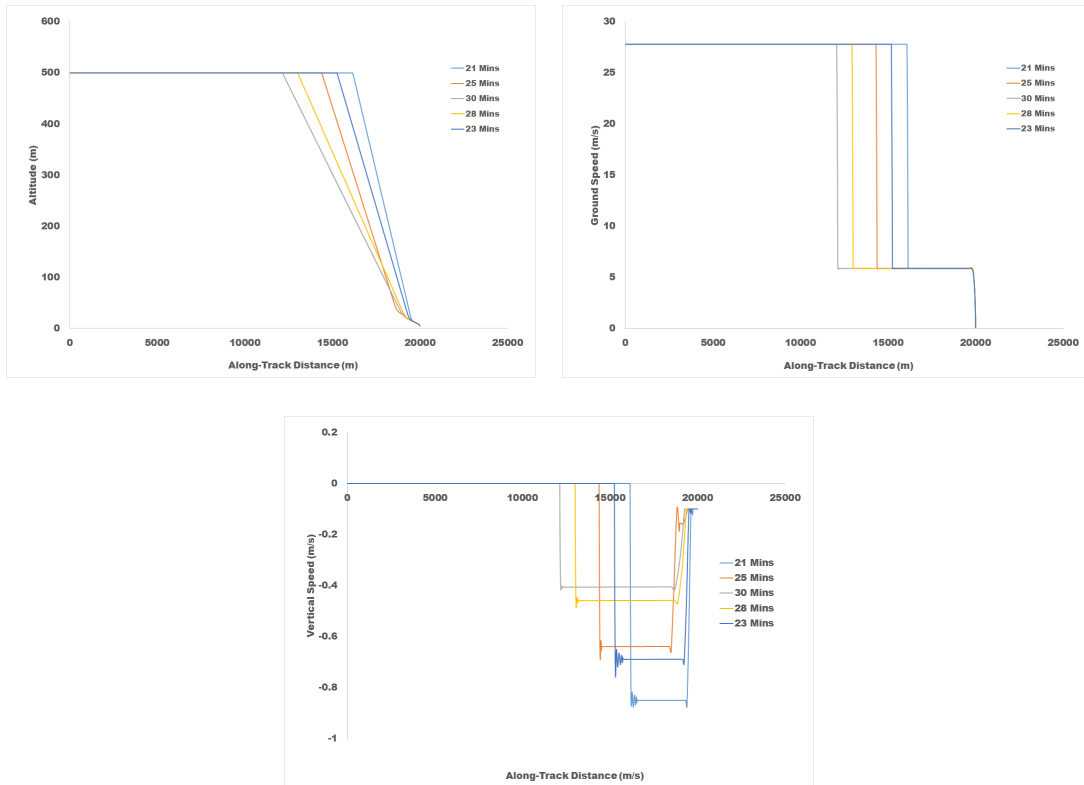 600
500
400
300
200
100
0
Altitude (m)
0 5000 10000 15000 20000 25000
Along-Track Distance (m)
21 Mins
25 Mins
30 Mins
28 Mins
23 Mins
30
25
20
15
10
5
0
Ground Speed (m/s)
0 5000 10000 15000 20000 25000
Along-Track Distance (m)
21 Mins
25 Mins
30 Mins
28 Mins
23 Mins
0.2
0
-0.2
-0.4
-0.6
-0.8
-1
Vertical Speed (m/s)
0 5000 10000 15000 20000 25000
21 Mins
25 Mins
30 Mins
28 Mins
23 Mins
Along-Track Distance (m/s)